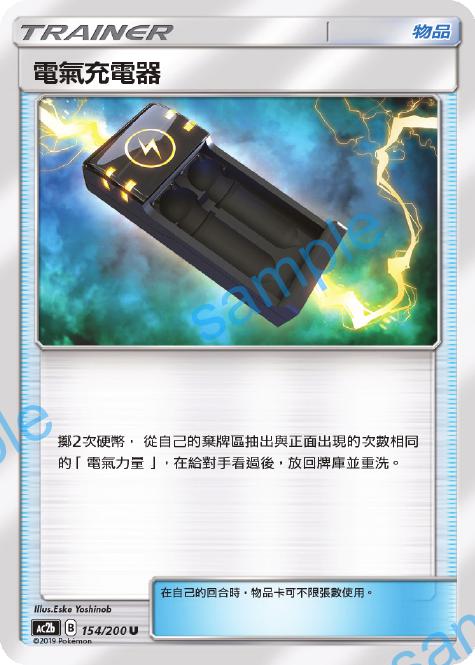 TRAINER
物品
電氣充電器
sample
擲2次硬幣，從自己的棄牌區抽出與正面出現的次數相同
的「電氣力量」，在給對手看過後，放回牌庫並重洗。
ple
在自己的回合時，物品卡可不限張數使用。
Illus.Eske Yoshinob
AC2b B 154/200 U
©2019 Pokémon
sam